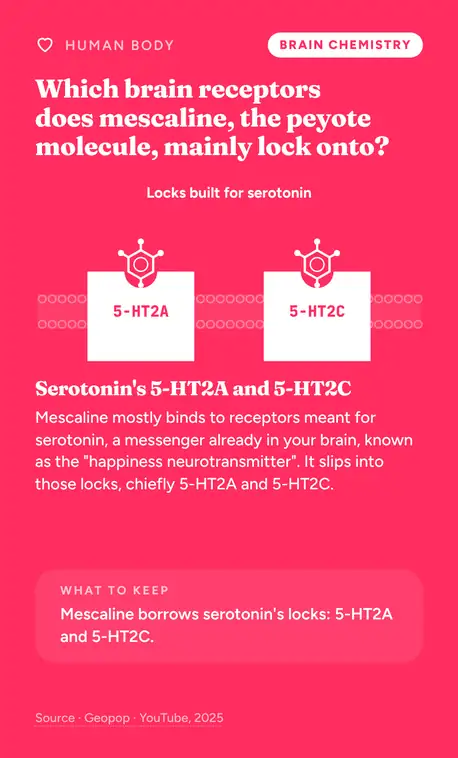 HUMAN BODY
BRAIN CHEMISTRY
Which brain receptors
does mescaline, the peyote
molecule, mainly lock onto?
Locks built for serotonin
5-HT2A
5-HT2C
Serotonin's 5-HT2A and 5-HT2C
Mescaline mostly binds to receptors meant for
serotonin, a messenger already in your brain, known
as the "happiness neurotransmitter". It slips into
those locks, chiefly 5-HT2A and 5-HT2C.
WHAT TO KEEP
Mescaline borrows serotonin's locks: 5-HT2A
and 5-HT2C.
Source · Geopop · YouTube, 2025